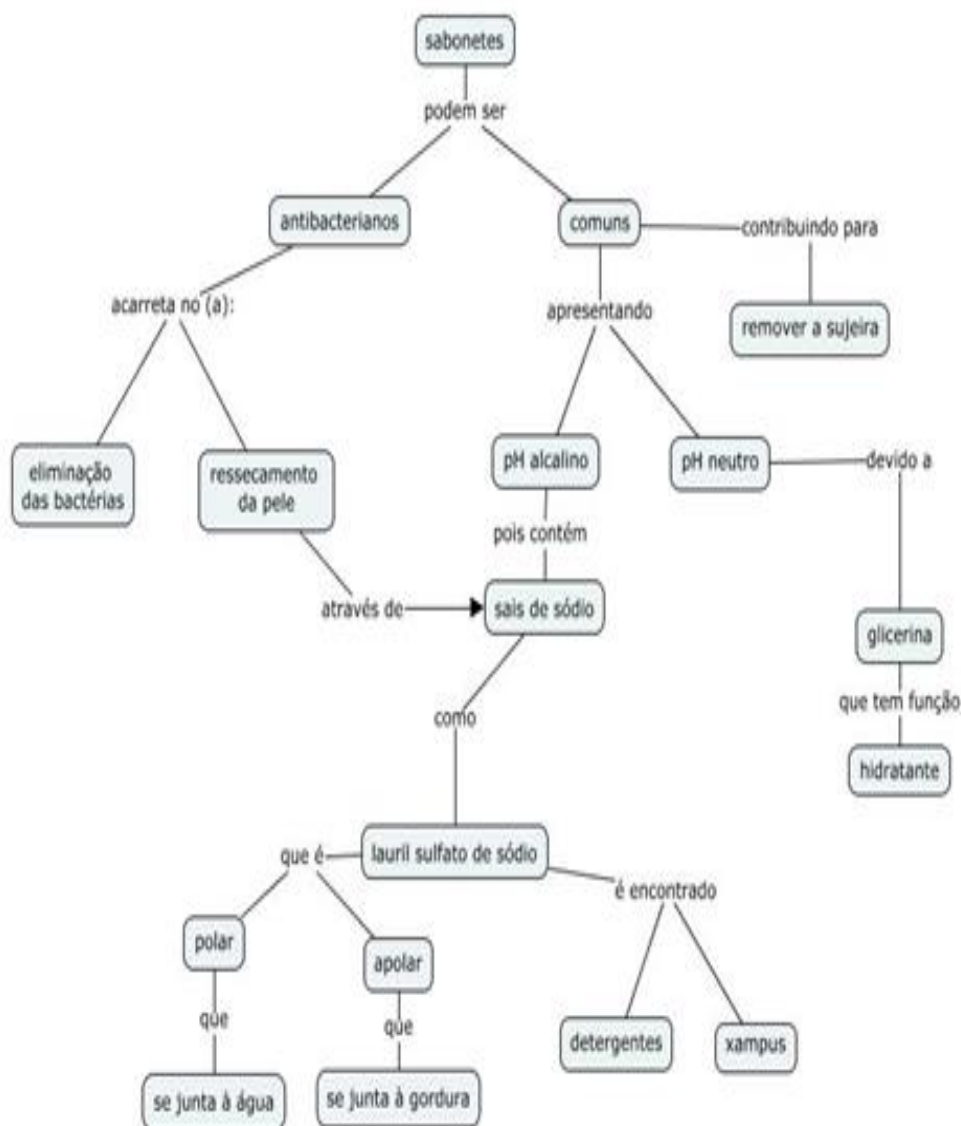 sabonetes
podem ser
antibacterianos
comuns
contribuindo para
acarreta no (a):
apresentando
remover a sujeira
eliminação
das bactérias
ressecamento
da pele
pH alcalino
pH neutro
devido a
pois contém
através de
sais de sódio
glicerina
que tem função
como
hidratante
que é
lauril sulfato de sódio
é encontrado
polar
apolar
que
que
detergentes
xampus
se junta à água
se junta à gordura